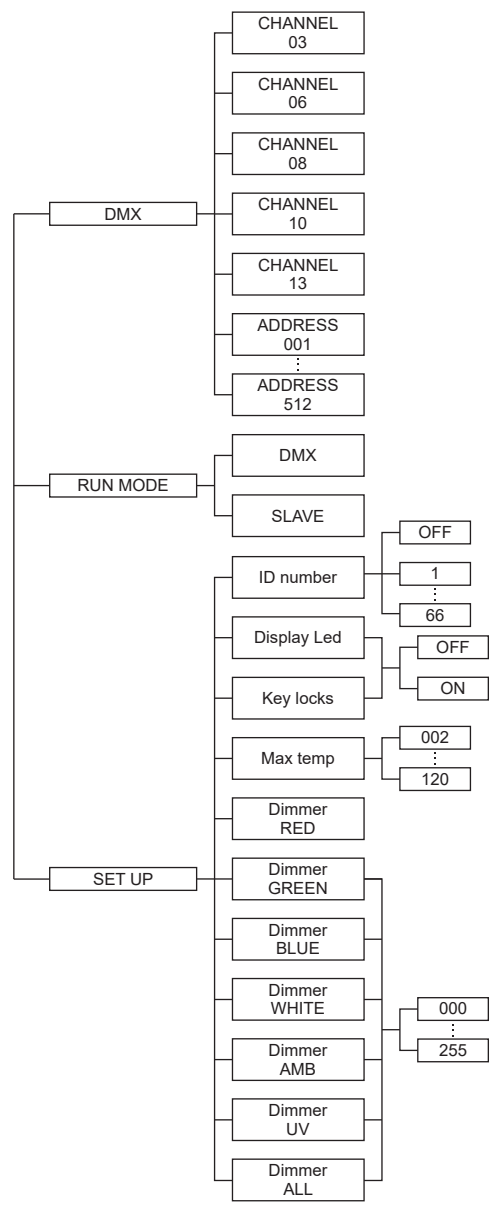 CHANNEL
03
CHANNEL
06
CHANNEL
08
DMX
CHANNEL
10
CHANNEL
13
ADDRESS
001
ADDRESS
512
RUN MODE
DMX
SLAVE
ID number
OFF
1
66
Display Led
OFF
Key locks
ON
Max temp
002
120
Dimmer
RED
SET UP
Dimmer
GREEN
Dimmer
BLUE
Dimmer
WHITE
000
255
Dimmer
AMB
Dimmer
UV
Dimmer
ALL